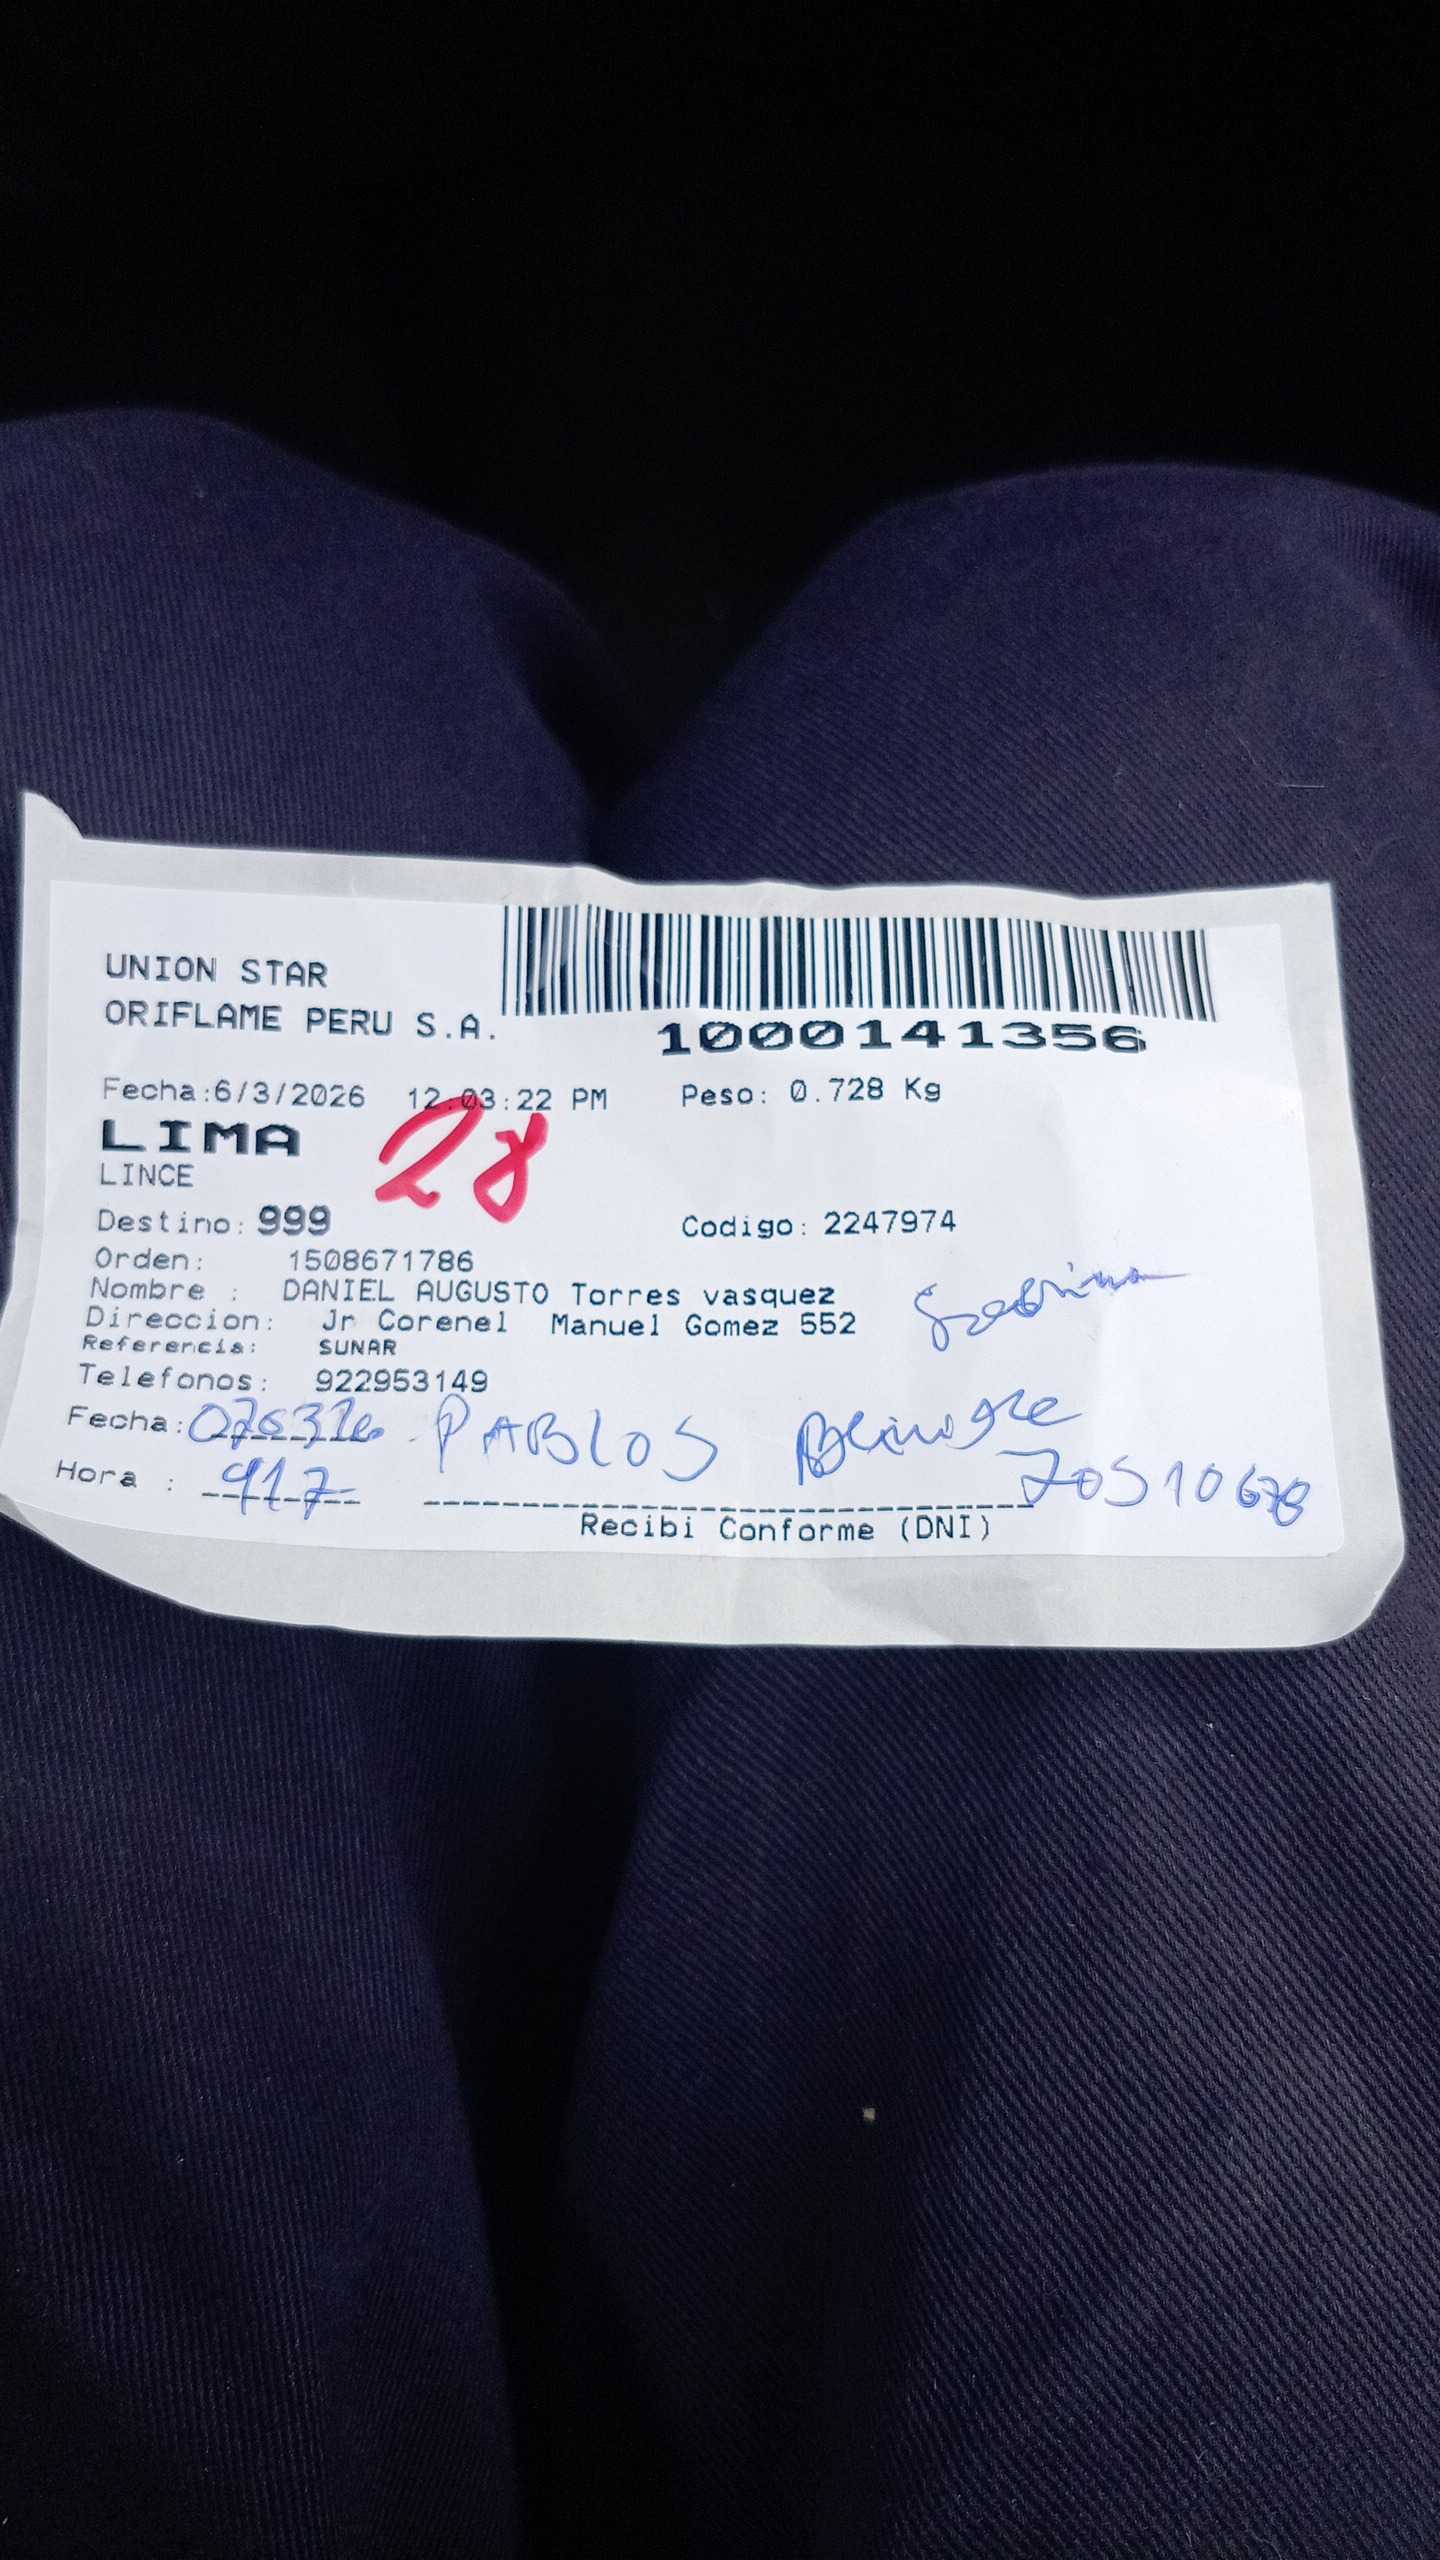 UNION STAR
ORIFLAME PERU S.A.
1000141356
Fecha:6/3/2026 12:03:22 PM Peso: 0.728 Kg
LIMA
28
LINCE
Destino: 999 Codigo: 2247974
Orden: 1508671786
Nombre : DANIEL AUGUSTO Torres vasquez
Direccion: Jr Corenel Manuel Gomez 552
Referencia: SUNAR
Telefonos: 922953149
Fecha: PABLOS
Hora : 917 70510678
Recibi Conforme (DNI)